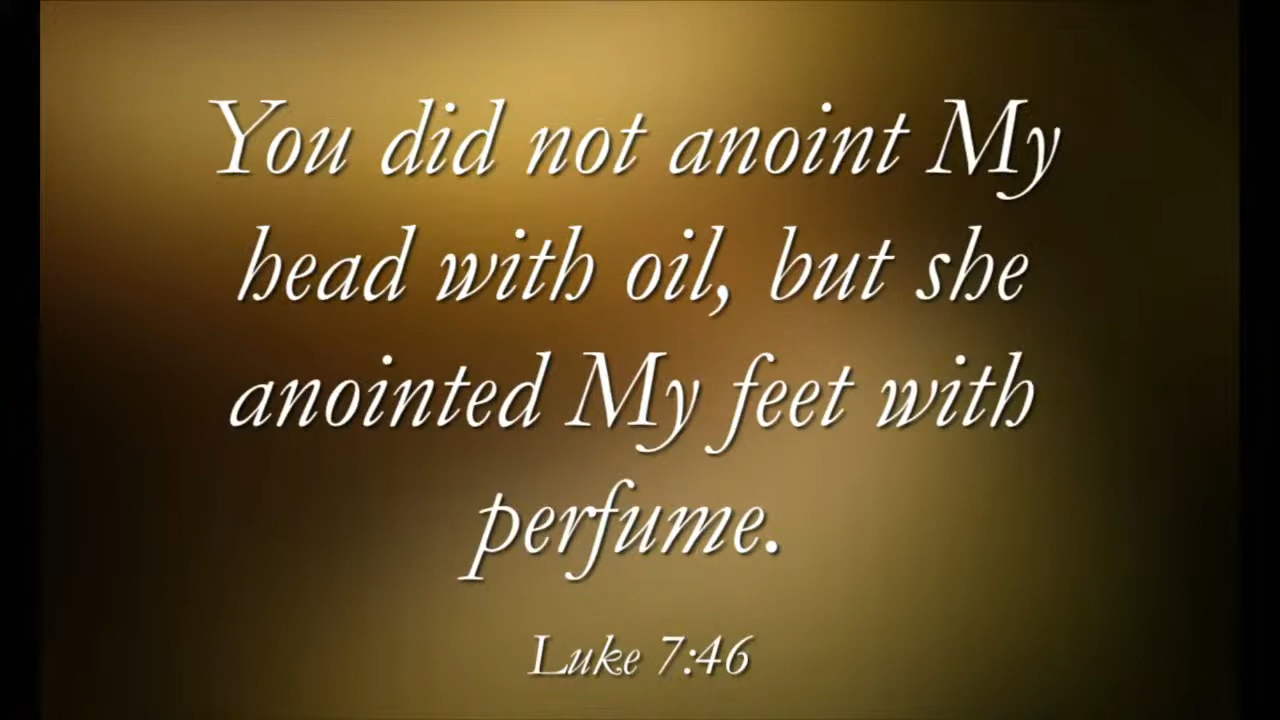 You did not anoint My
head with oil, but she
anointed My feet with
perfume.
Luke 7:46